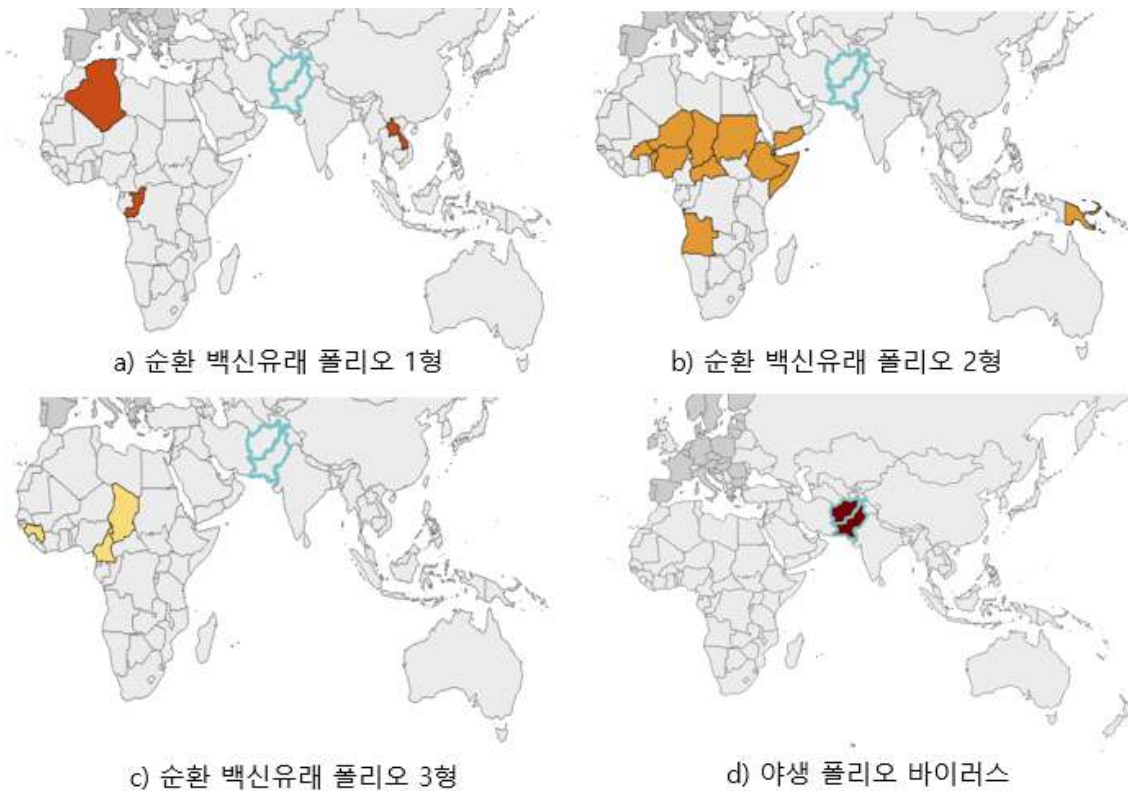 a) 순환 백신유래 폴리오 1형
b) 순환 백신유래 폴리오 2형
c) 순환 백신유래 폴리오 3형
d) 야생 폴리오 바이러스